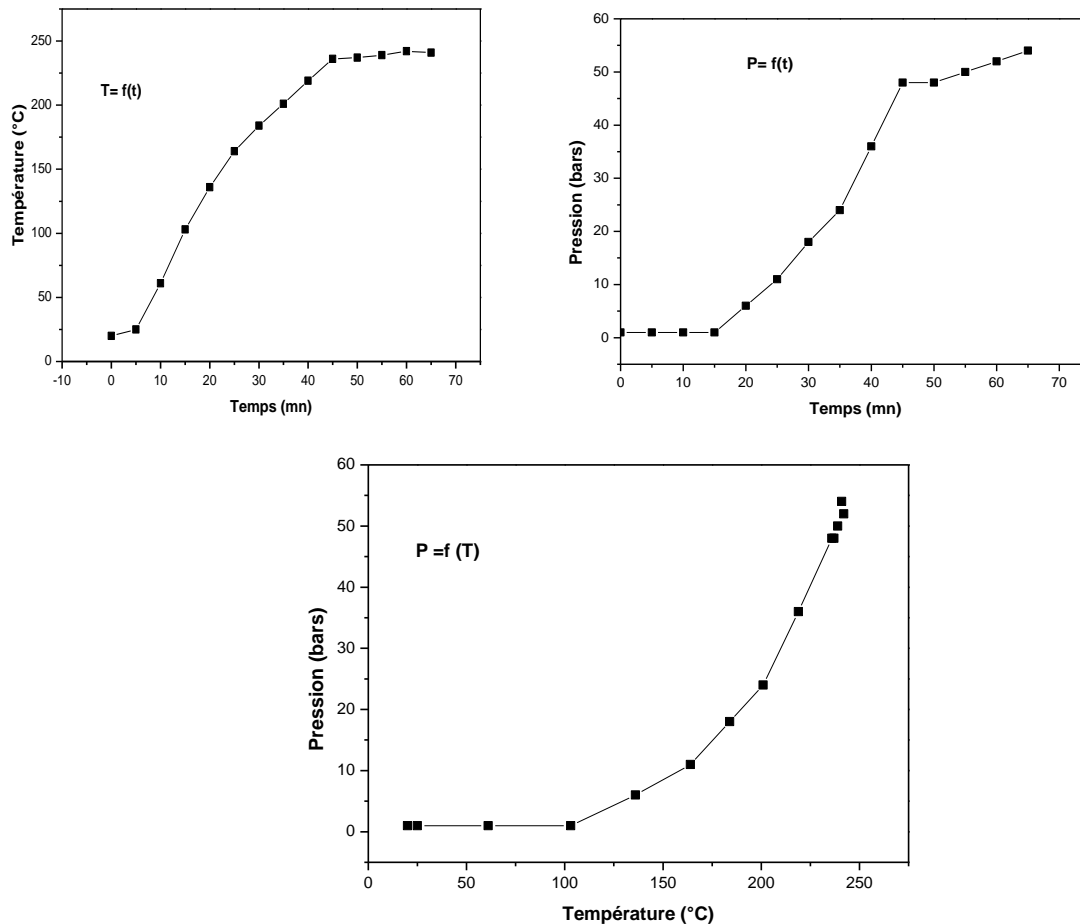 T= f(t)
Température (°C)
250
200
150
100
50
0
-10 0 10 20 30 40 50 60 70
Temps (mn)
P= f(t)
Pression (bars)
60
50
40
30
20
10
0
0 10 20 30 40 50 60 70
Temps (mn)
P =f (T)
Pression (bars)
60
50
40
30
20
10
0
0 50 100 150 200 250
Température (°C)